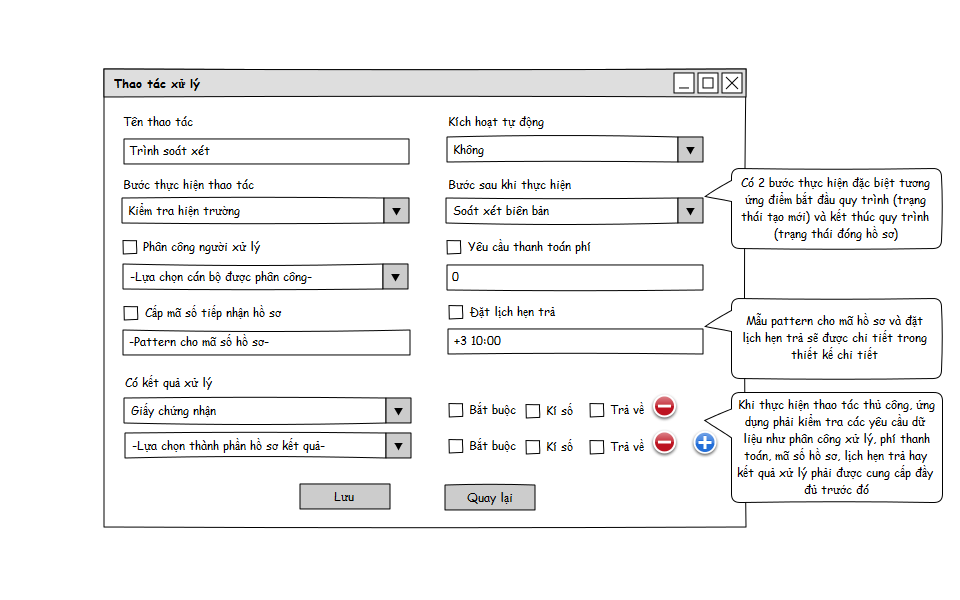 Thao tác xử lý
Tên thao tác
Kích hoạt tự động
Trình soát xét
Không
Bước thực hiện thao tác
Bước sau khi thực hiện
Kiểm tra hiện trường
Soát xét biên bản
Có 2 bước thực hiện đặc biệt tương
ứng điểm bắt đầu quy trình (trạng
thái tạo mới) và kết thúc quy trình
(trạng thái đóng hồ sơ)
Phân công người xử lý
Yêu cầu thanh toán phí
-Lựa chọn cán bộ được phân công-
0
Cấp mã số tiếp nhận hồ sơ
Đặt lịch hẹn trả
-Pattern cho mã số hồ sơ-
+3 10:00
Mẫu pattern cho mã hồ sơ và đặt
lịch hẹn trả sẽ được chi tiết trong
thiết kế chi tiết
Có kết quả xử lý
Giấy chứng nhận
Bắt buộc
Kí số
Trả về
-Lựa chọn thành phần hồ sơ kết quả-
Bắt buộc
Kí số
Trả về
Khi thực hiện thao tác thủ công, ứng
dụng phải kiểm tra các yêu cầu dữ
liệu như phân công xử lý, phí thanh
toán, mã số hồ sơ, lịch hẹn trả hay
kết quả xử lý phải được cung cấp đầy
đủ trước đó
Lưu
Quay lại